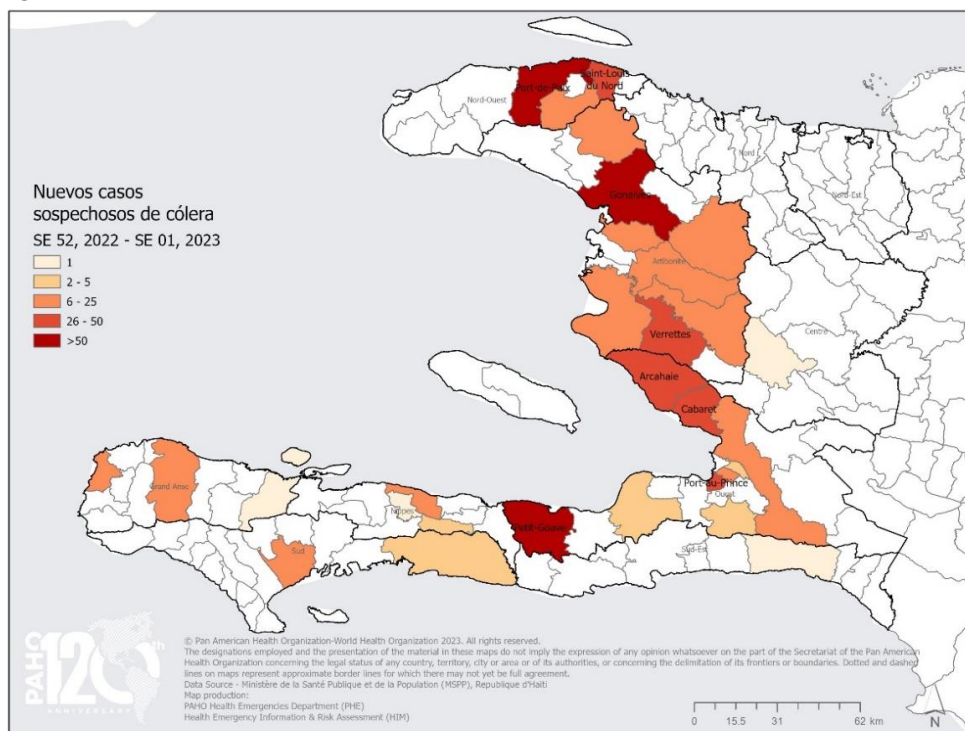 Port-de-Paix
Saint-Louis
du Nord
Nord-Ouest
Nord
Nord-Est
Gonaives
Artibonite
Centre
Verrettes
Arcahaie
Cabaret
Nuevos casos
sospechosos de cólera
SE 52, 2022 - SE 01, 2023
1
2 - 5
6 - 25
26 - 50
>50
Port-au-Prince
Ouest
Grand Anse
Nippes
Petit-Goave
Sud
Sud-Est
PAHO
120th
ANNIVERSARY
© Pan American Health Organization-World Health Organization 2023. All rights reserved.
The designations employed and the presentation of the material in these maps do not imply the expression of any opinion whatsoever on the part of the Secretariat of the Pan American
Health Organization concerning the legal status of any country, territory, city or area or of its authorities, or concerning the delimitation of its frontiers or boundaries. Dotted and dashed
lines on maps represent approximate border lines for which there may not yet be full agreement.
Data Source - Ministère de la Santé Publique et de la Population (MSPP), Republique d'Haiti
Map production:
PAHO Health Emergencies Department (PHE)
Health Emergency Information & Risk Assessment (HIM)
0 15.5 31 62 km
N